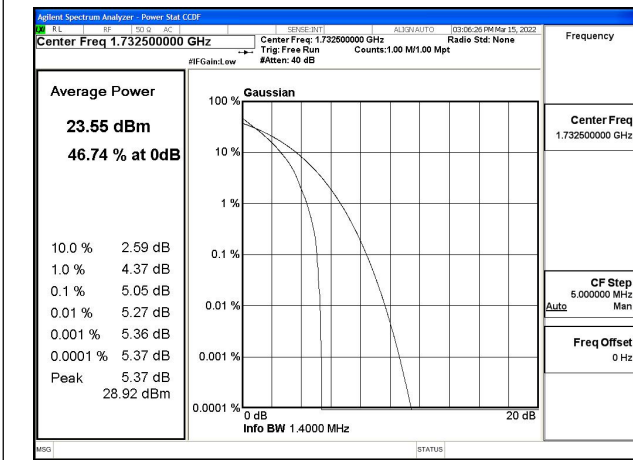 Agilent Spectrum Analyzer - Power Stat CCDF
RL RF 50 Ω AC SENSE:INT ALIGN AUTO 03:06:26 PM Mar 15, 2022
Center Freq 1.732500000 GHz
Center Freq: 1.732500000 GHz Radio Std: None
Trig: Free Run Counts:1.00 M/1.00 Mpt
#IFGain:Low #Atten: 40 dB
Frequency
Average Power
23.55 dBm
46.74 % at 0dB
10.0 % 2.59 dB
1.0 % 4.37 dB
0.1 % 5.05 dB
0.01 % 5.27 dB
0.001 % 5.36 dB
0.0001 % 5.37 dB
Peak 5.37 dB
28.92 dBm
Gaussian
100 %
10 %
1 %
0.1 %
0.01 %
0.001 %
0.0001 %
0 dB 20 dB
Info BW 1.4000 MHz
Center Freq
1.732500000 GHz
CF Step
5.000000 MHz
Auto Man
Freq Offset
0 Hz
MSG STATUS